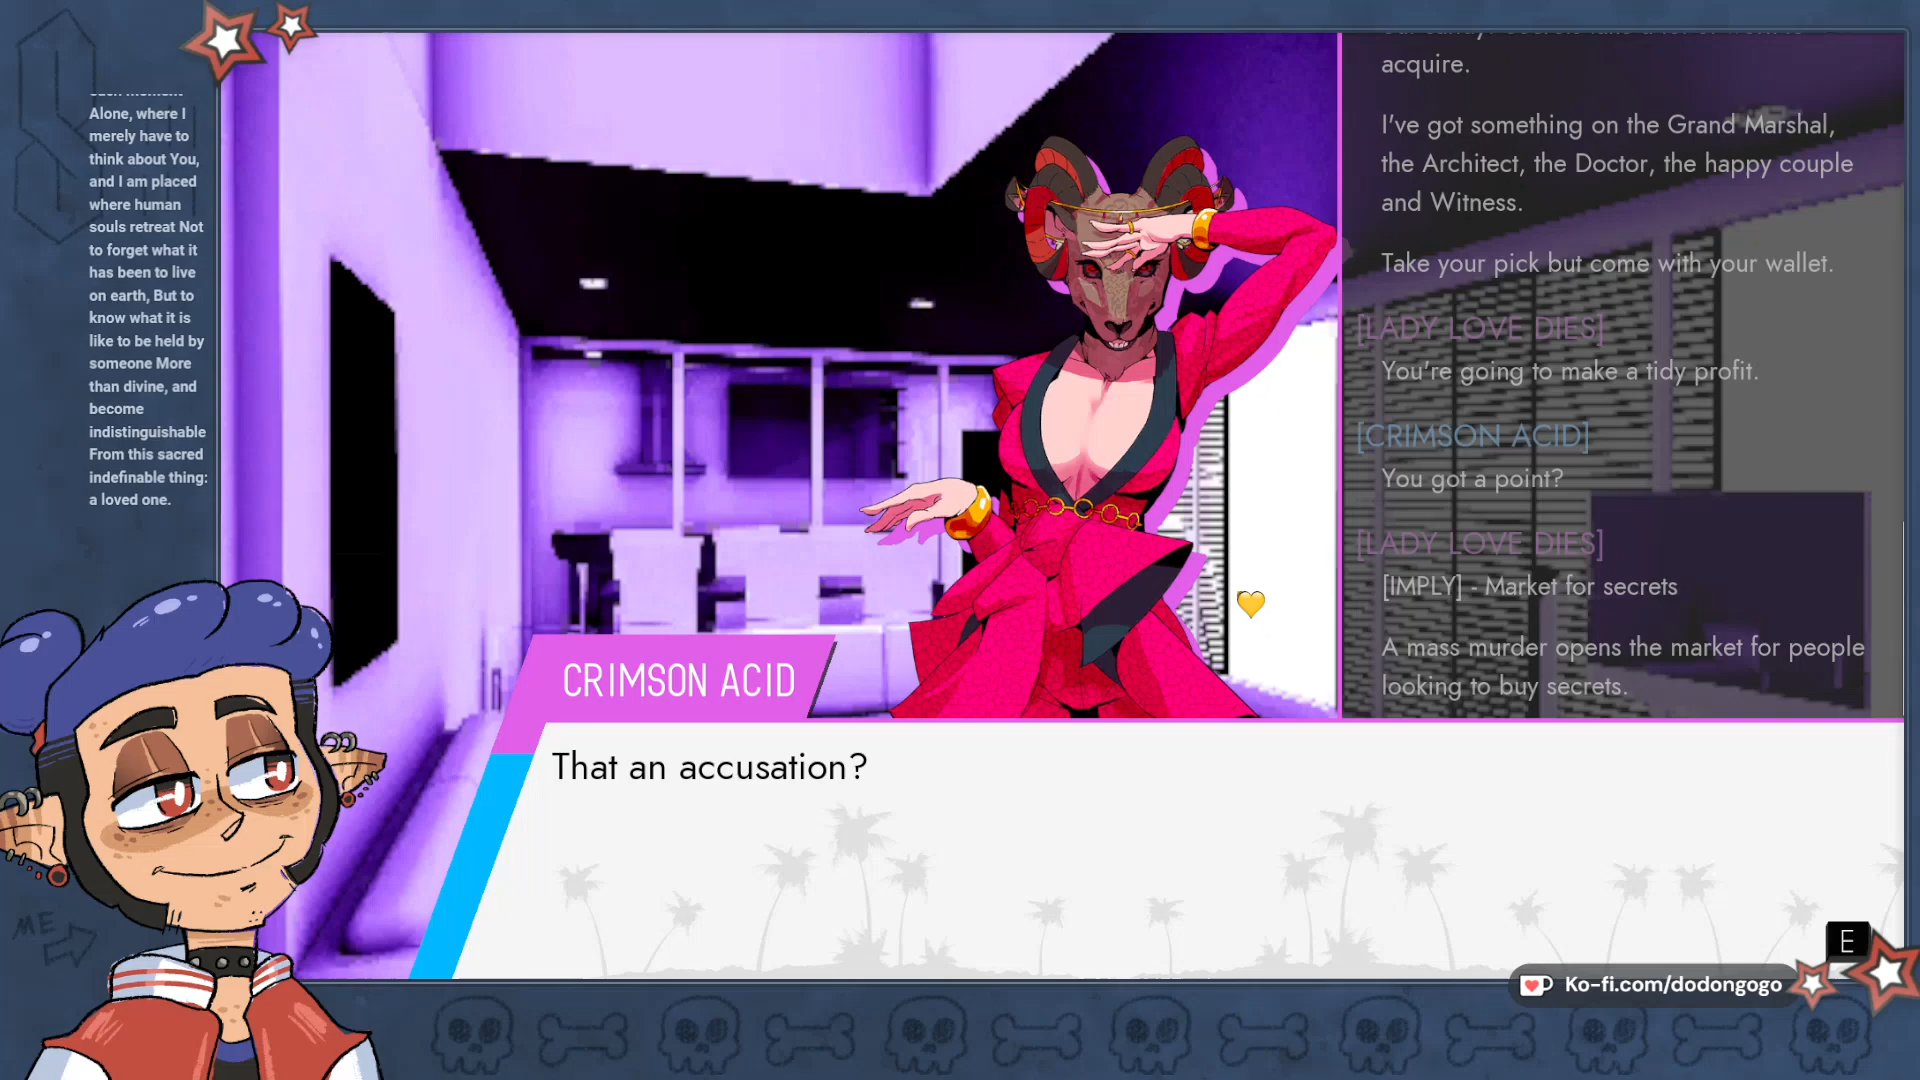 Alone, where I
merely have to
think about You,
and I am placed
where human
souls retreat Not
to forget what it
has been to live
on earth, But to
know what it is
like to be held by
someone More
than divine, and
become
indistinguishable
From this sacred
indefinable thing:
a loved one.
acquire.
I've got something on the Grand Marshal,
the Architect, the Doctor, the happy couple
and Witness.
Take your pick but come with your wallet.
[LADY LOVE DIES]
You're going to make a tidy profit.
[CRIMSON ACID]
You got a point?
[LADY LOVE DIES]
[IMPLY] - Market for secrets
A mass murder opens the market for people
looking to buy secrets.
CRIMSON ACID
That an accusation?
E
Ko-fi.com/dodongogo
ME